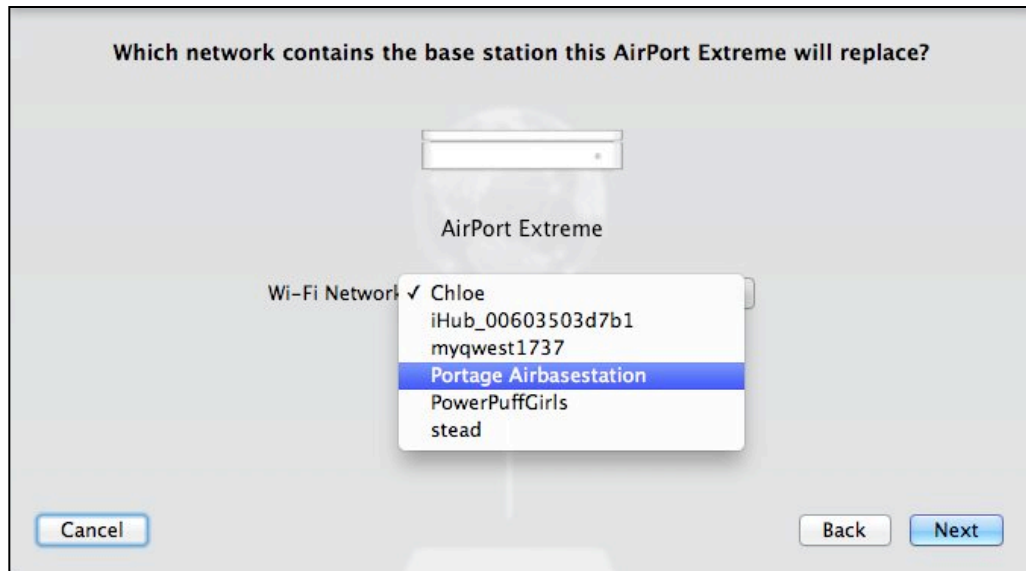 Which network contains the base station this AirPort Extreme will replace?
AirPort Extreme
Wi-Fi Network ✓ Chloe
iHub_00603503d7b1
myqwest1737
Portage Airbasestation
PowerPuffGirls
stead
Cancel Back Next